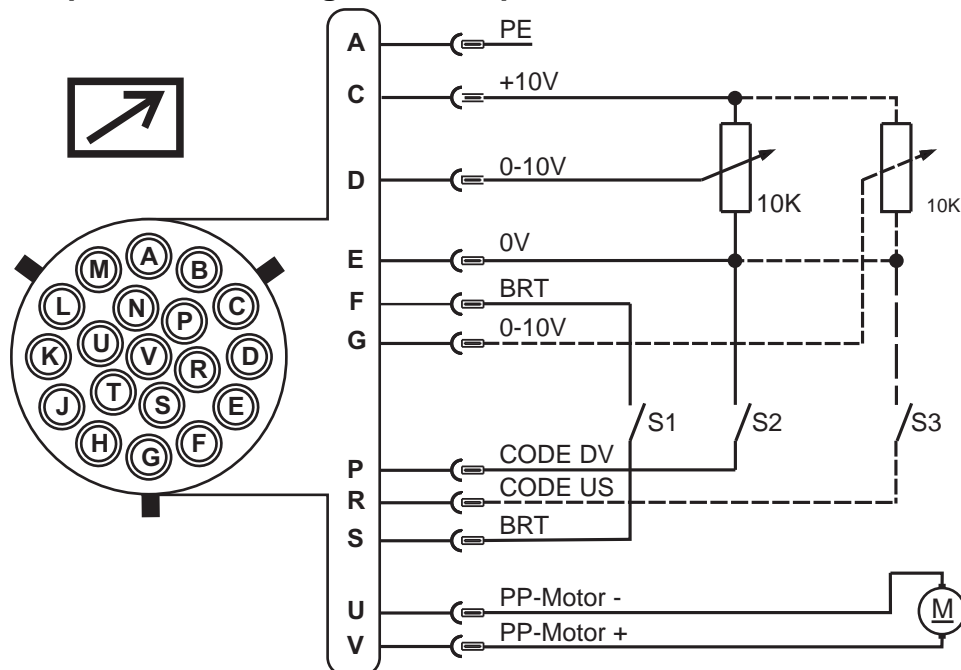 A PE
C +10V
D 0-10V
10K
10K
E 0V
F BRT
G 0-10V
S1 S2 S3
P CODE DV
R CODE US
S BRT
U PP-Motor -
V PP-Motor +
M
A
M B
L N P C
K U V R D
J T S E
H G F